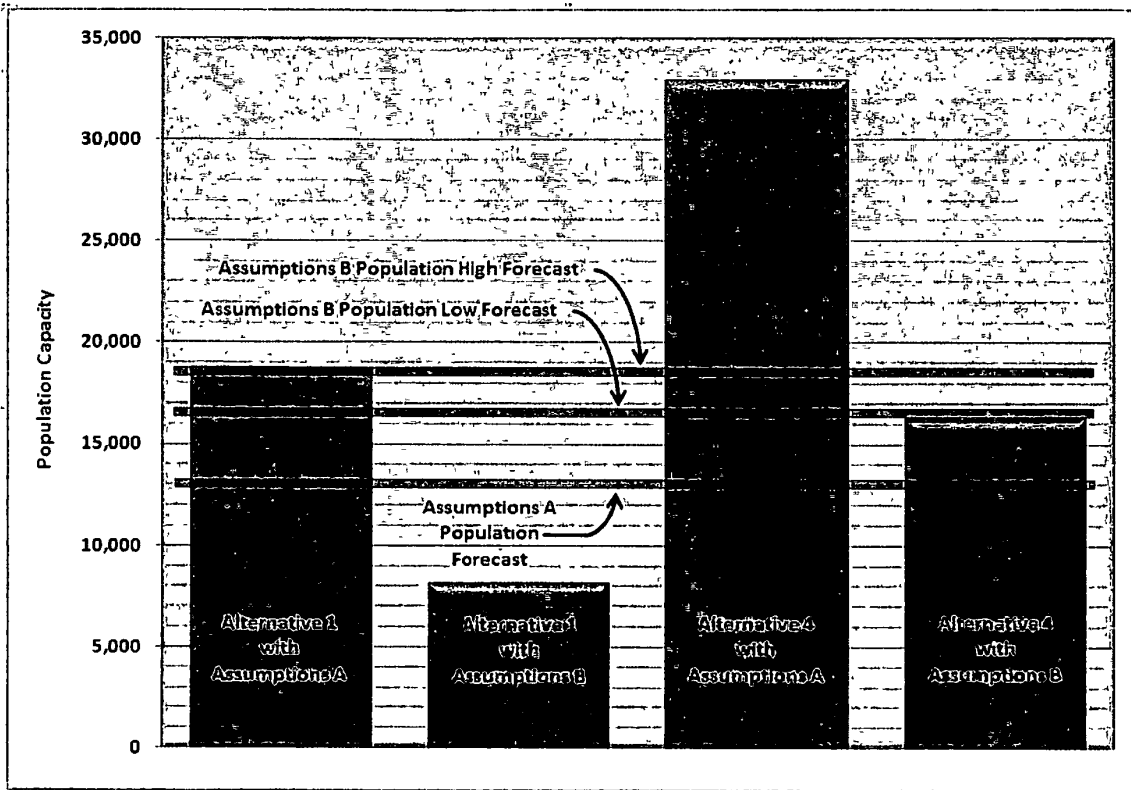 35,000
30,000
25,000
20,000
15,000
10,000
5,000
0
Population Capacity
Assumptions B Population High Forecast
Assumptions B Population Low Forecast
Assumptions A
Population
Forecast
Alternative 1
with
Assumptions A
Alternative 1
with
Assumptions B
Alternative 4
with
Assumptions A
Alternative 4
with
Assumptions B